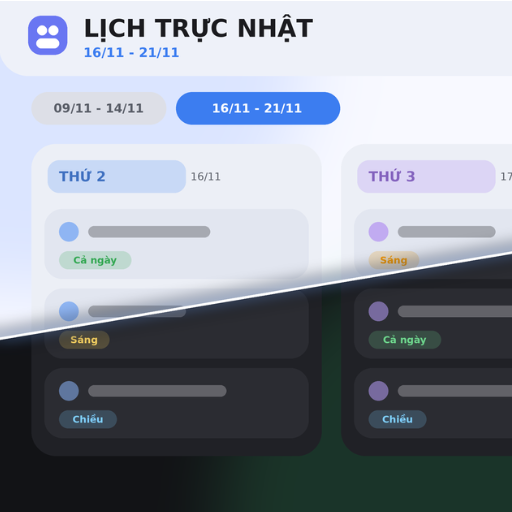 LỊCH TRỰC NHẬT
16/11 - 21/11
09/11 - 14/11
16/11 - 21/11
THỨ 2
16/11
Cả ngày
Sáng
Chiều
THỨ 3
17
Sáng
Cả ngày
Chiều